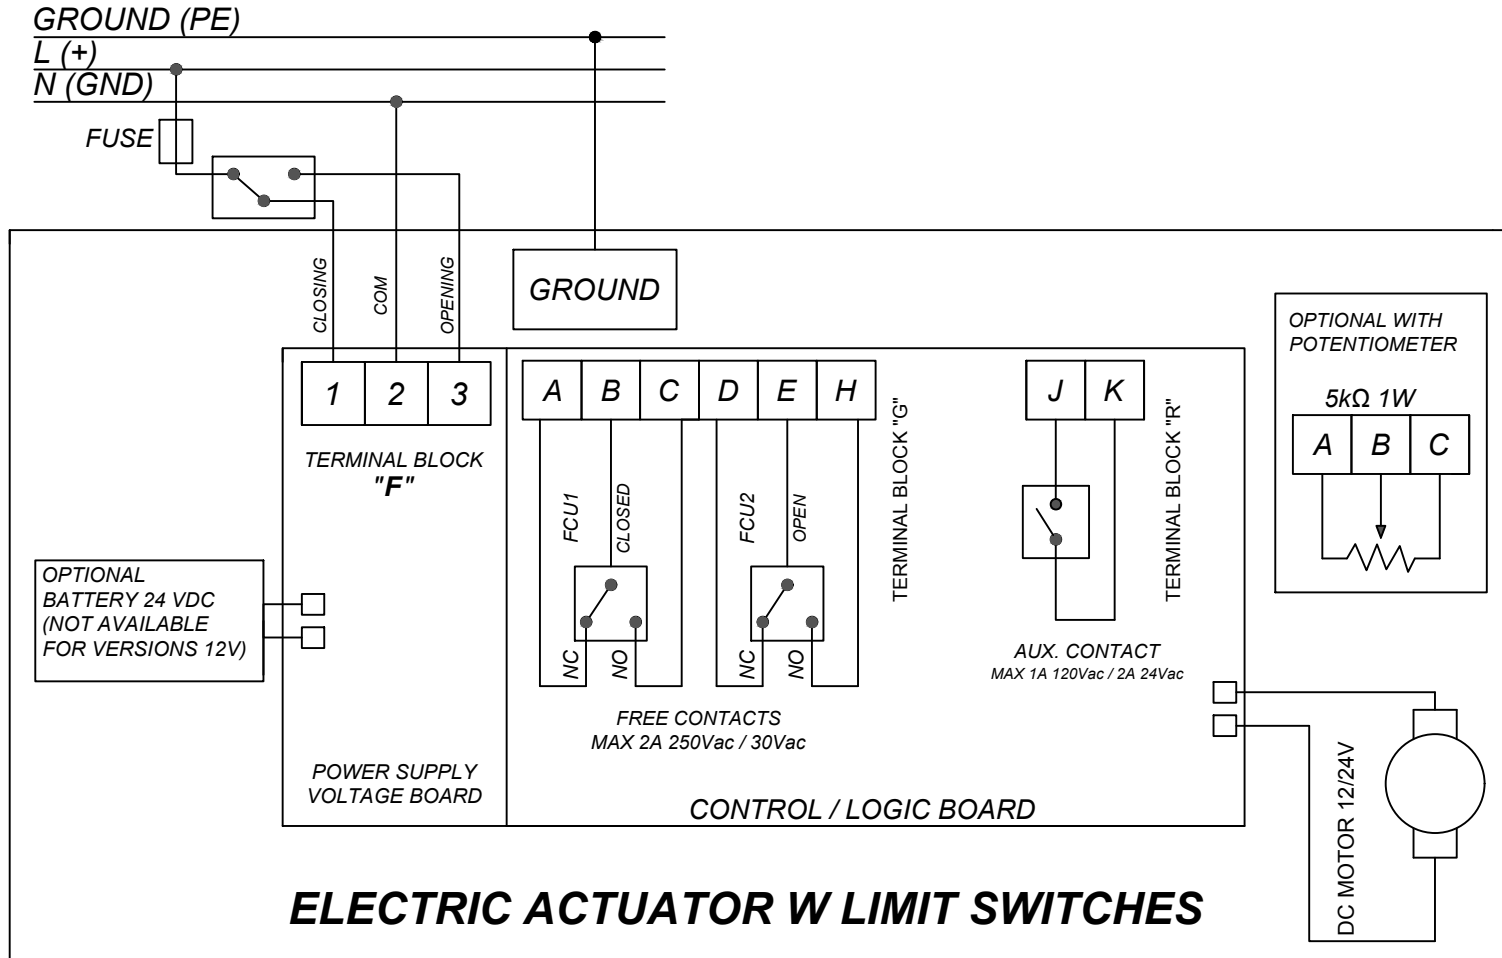 GROUND (PE)
L (+)
N (GND)
FUSE
CLOSING
COM
OPENING
GROUND
OPTIONAL WITH
POTENTIOMETER
5kΩ 1W
A B C
1 2 3
A B C D E H
J K
TERMINAL BLOCK
"F"
FCU1
CLOSED
FCU2
OPEN
TERMINAL BLOCK "G"
TERMINAL BLOCK "R"
OPTIONAL
BATTERY 24 VDC
(NOT AVAILABLE
FOR VERSIONS 12V)
NC
NO
NC
NO
AUX. CONTACT
MAX 1A 120Vac / 2A 24Vac
FREE CONTACTS
MAX 2A 250Vac / 30Vac
POWER SUPPLY
VOLTAGE BOARD
CONTROL / LOGIC BOARD
DC MOTOR 12/24V
ELECTRIC ACTUATOR W LIMIT SWITCHES